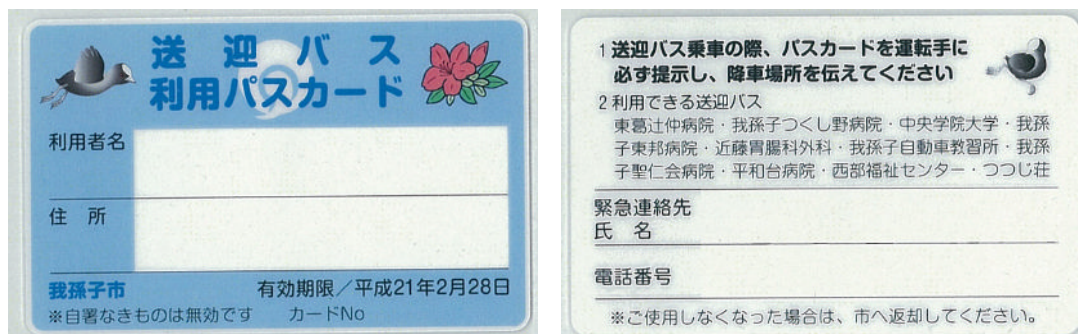 送迎バス
利用パスカード
利用者名
住所
我孫子市 有効期限／平成21年2月28日
※自署なきものは無効です カードNo
1 送迎バス乗車の際、パスカードを運転手に
必ず提示し、降車場所を伝えてください
2 利用できる送迎バス
東葛辻仲病院・我孫子つくし野病院・中央学院大学・我孫
子東邦病院・近藤胃腸科外科・我孫子自動車教習所・我孫
子聖仁会病院・平和台病院・西部福祉センター・つつじ荘
緊急連絡先
氏名
電話番号
※ご使用しなくなった場合は、市へ返却してください。